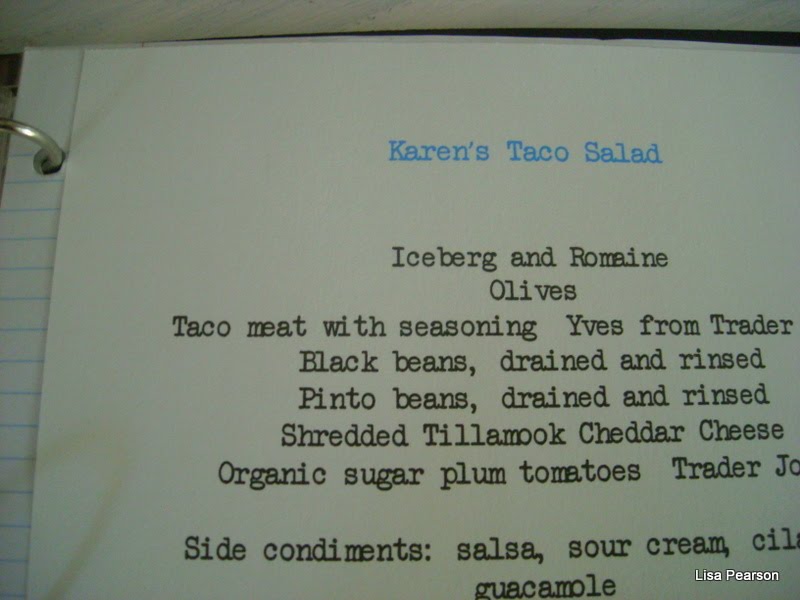 Karen's Taco Salad
Iceberg and Romaine
Olives
Taco meat with seasoning Yves from Trader
Black beans, drained and rinsed
Pinto beans, drained and rinsed
Shredded Tillamook Cheddar Cheese
Organic sugar plum tomatoes Trader Jo
Side condiments: salsa, sour cream, cila
guacamole
Lisa Pearson